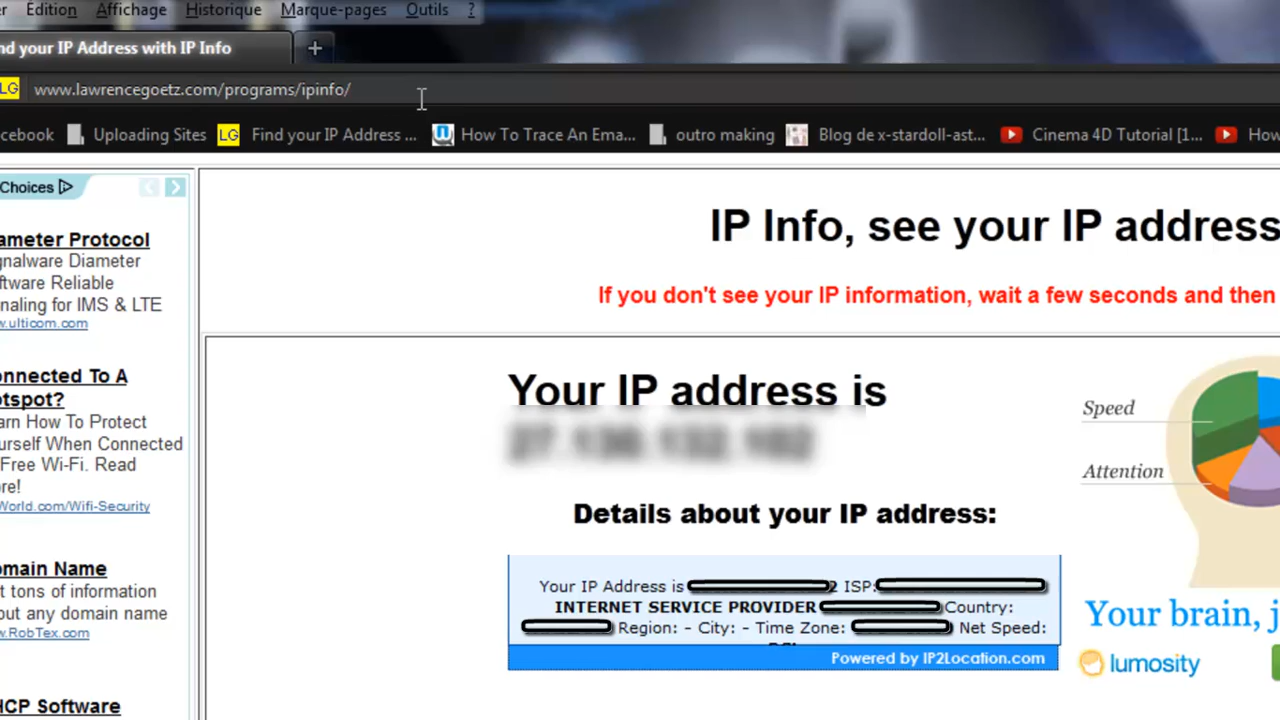 Édition Affichage Historique Marque-pages Outils ?
nd your IP Address with IP Info +
LG www.lawrencegoetz.com/programs/ipinfo/
cebook Uploading Sites LG Find your IP Address ... How To Trace An Ema... outro making Blog de x-stardoll-ast... Cinema 4D Tutorial [1... How
Choices
ameter Protocol
gnalware Diameter
ftware Reliable
naling for IMS & LTE
w.ulticom.com
onnected To A
otspot?
arn How To Protect
urself When Connected
Free Wi-Fi. Read
ore!
World.com/Wifi-Security
omain Name
t tons of information
out any domain name
w.RobTex.com
HCP Software
IP Info, see your IP address
If you don't see your IP information, wait a few seconds and then
Your IP address is
Details about your IP address:
Your IP Address is 2 ISP:
INTERNET SERVICE PROVIDER Country:
Region: - City: - Time Zone: Net Speed:
Powered by IP2Location.com
Speed
Attention
Your brain, j
lumosity